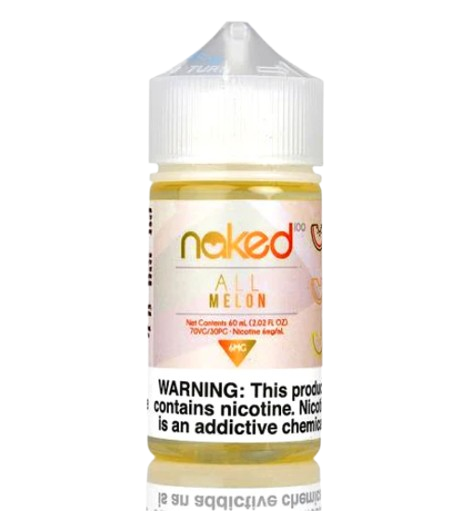 TURN
naked 100
ALL
MELON
Net Contents 60 mL (2.02 FL OZ)
70VG/30PG • Nicotine 6mg/mL
6MG
WARNING: This produc
contains nicotine. Nicot
is an addictive chemic